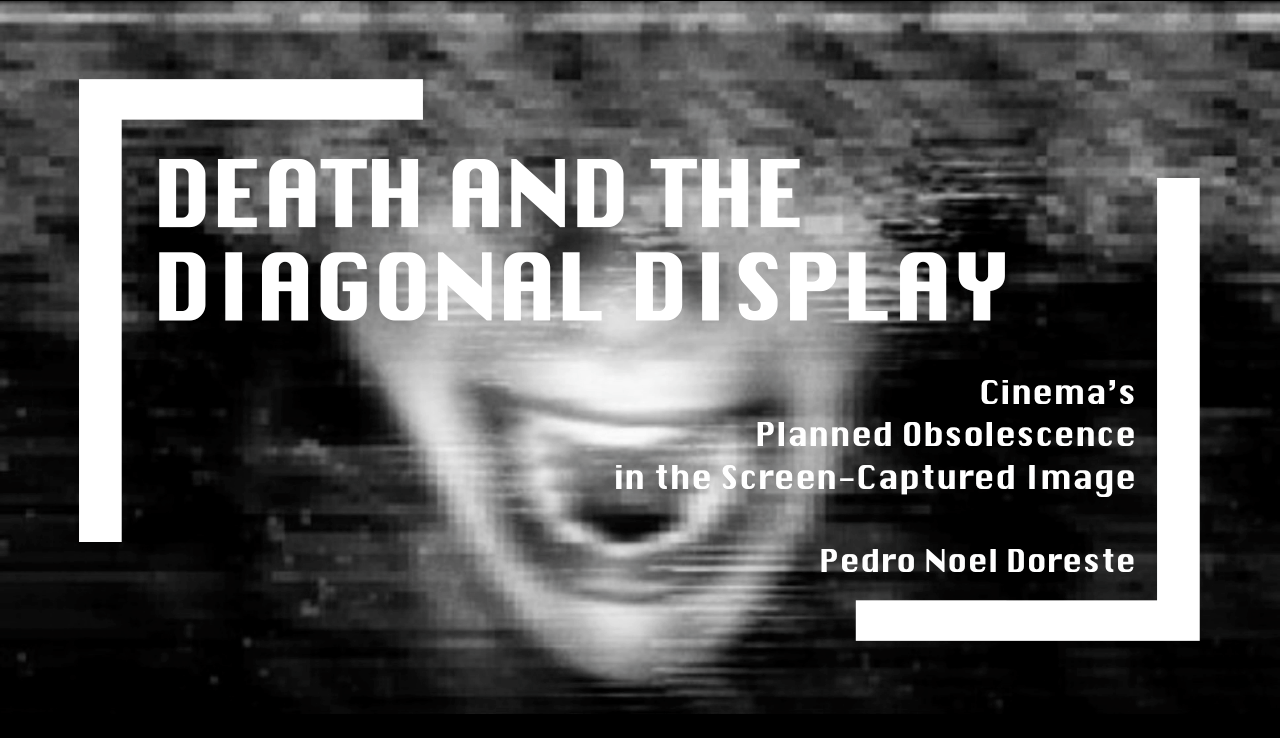 DEATH AND THE
DIAGONAL DISPLAY
Cinema’s
Planned Obsolescence
in the Screen-Captured Image
Pedro Noel Doreste